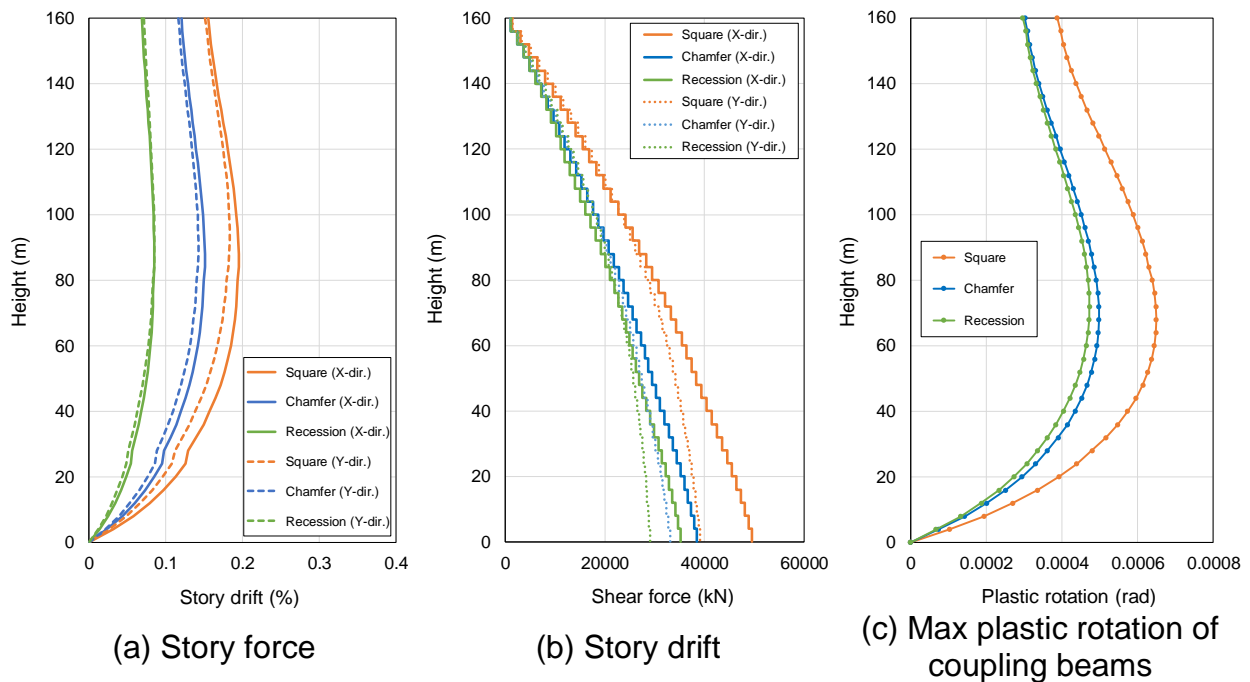 160
140
120
100
80
60
40
20
0
Height (m)
0
0.1
0.2
0.3
0.4
Story drift (%)
Square (X-dir.)
Chamfer (X-dir.)
Recession (X-dir.)
Square (Y-dir.)
Chamfer (Y-dir.)
Recession (Y-dir.)
(a) Story force
160
140
120
100
80
60
40
20
0
Height (m)
0
20000
40000
60000
Shear force (kN)
Square (X-dir.)
Chamfer (X-dir.)
Recession (X-dir.)
Square (Y-dir.)
Chamfer (Y-dir.)
Recession (Y-dir.)
(b) Story drift
160
140
120
100
80
60
40
20
0
Height (m)
0
0.0002
0.0004
0.0006
0.0008
Plastic rotation (rad)
Square
Chamfer
Recession
(c) Max plastic rotation of
coupling beams